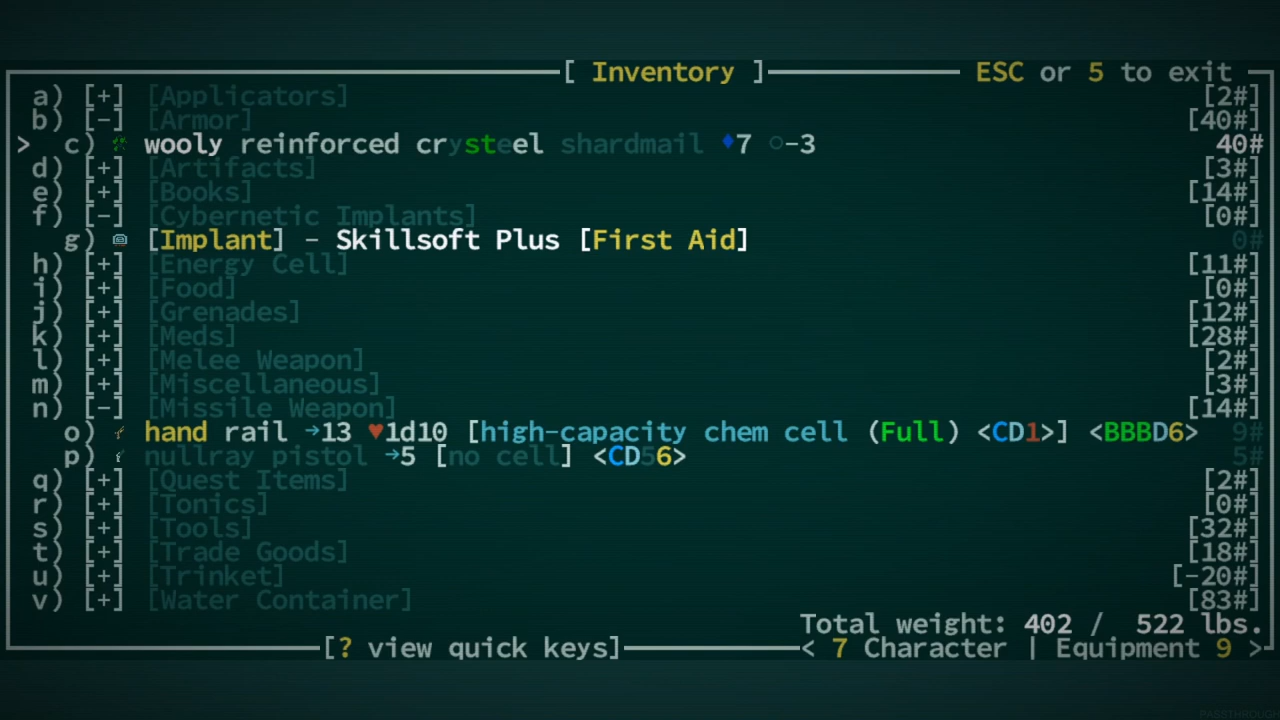 [ Inventory ] ESC or 5 to exit
a) [+] [Applicators] [2#]
b) [-] [Armor] [40#]
> c) wooly reinforced crysteel shardmail ♦7 ○-3 40#
d) [+] [Artifacts] [3#]
e) [+] [Books] [14#]
f) [-] [Cybernetic Implants] [0#]
g) [Implant] - Skillsoft Plus [First Aid] 0#
h) [+] [Energy Cell] [11#]
i) [+] [Food] [0#]
j) [+] [Grenades] [12#]
k) [+] [Meds] [28#]
l) [+] [Melee Weapon] [2#]
m) [+] [Miscellaneous] [3#]
n) [-] [Missile Weapon] [14#]
o) hand rail →13 ♥1d10 [high-capacity chem cell (Full) <CD1>] <BBBD6> 9#
p) nullray pistol →5 [no cell] <CD56> 5#
q) [+] [Quest Items] [2#]
r) [+] [Tonics] [0#]
s) [+] [Tools] [32#]
t) [+] [Trade Goods] [18#]
u) [+] [Trinket] [-20#]
v) [+] [Water Container] [83#]
Total weight: 402 / 522 lbs.
[? view quick keys] < 7 Character | Equipment 9 >